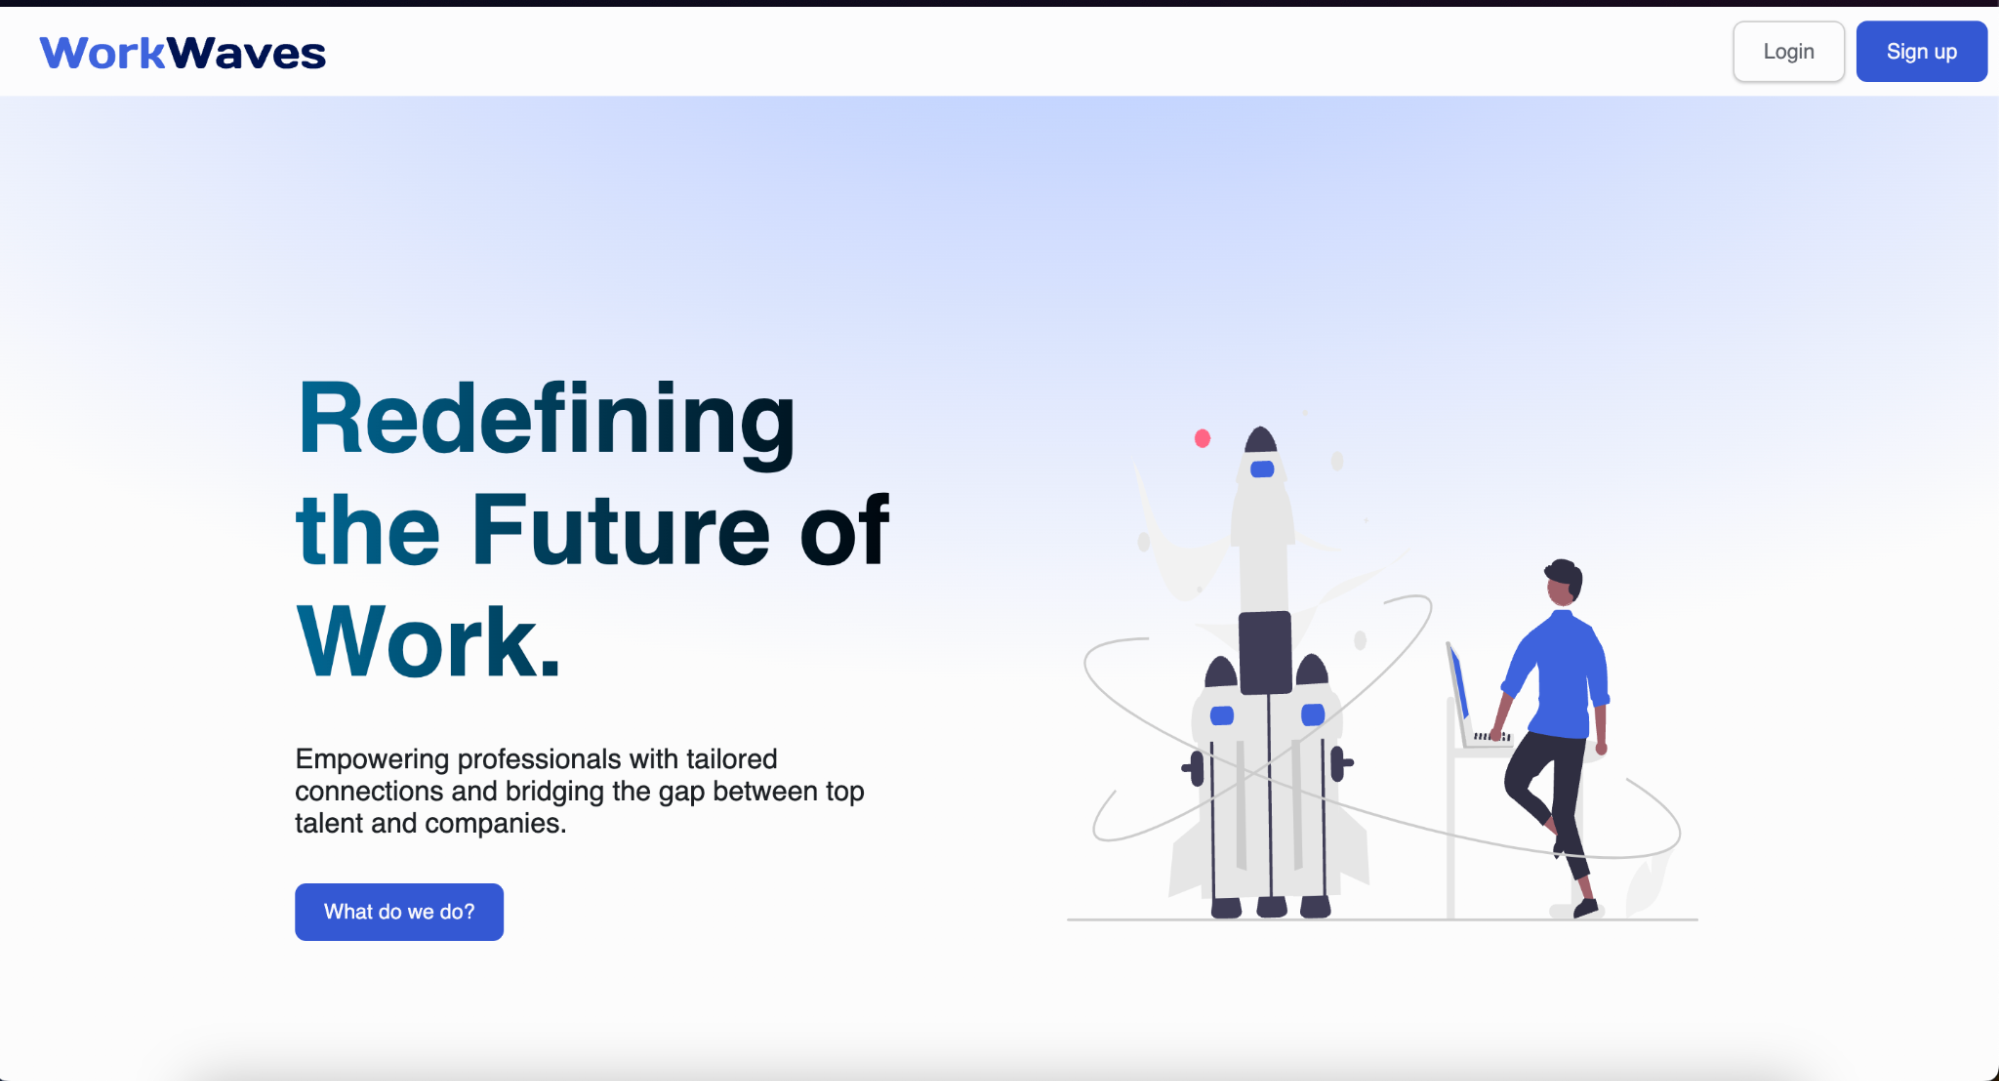 WorkWaves
Login
Sign up
Redefining
the Future of
Work.
Empowering professionals with tailored
connections and bridging the gap between top
talent and companies.
What do we do?